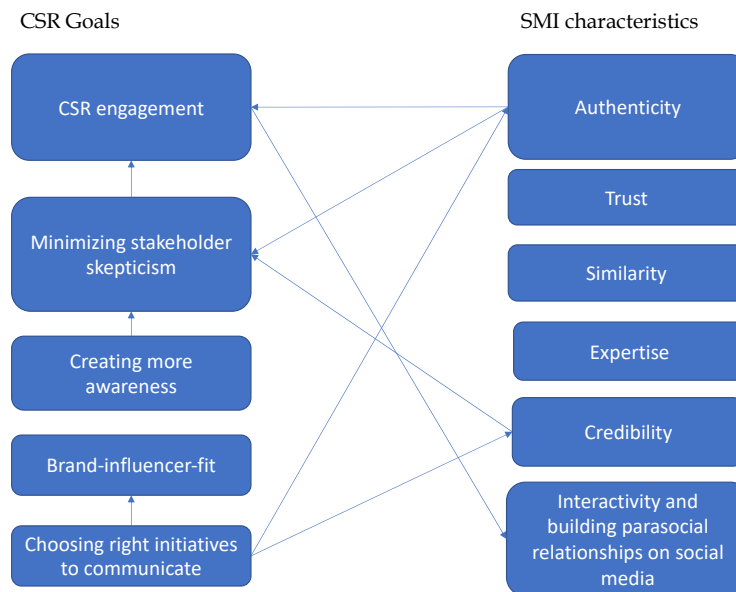 CSR Goals
SMI characteristics
CSR engagement
Minimizing stakeholder
skepticism
Creating more
awareness
Brand-influencer-fit
Choosing right initiatives
to communicate
Authenticity
Trust
Similarity
Expertise
Credibility
Interactivity and
building parasocial
relationships on social
media